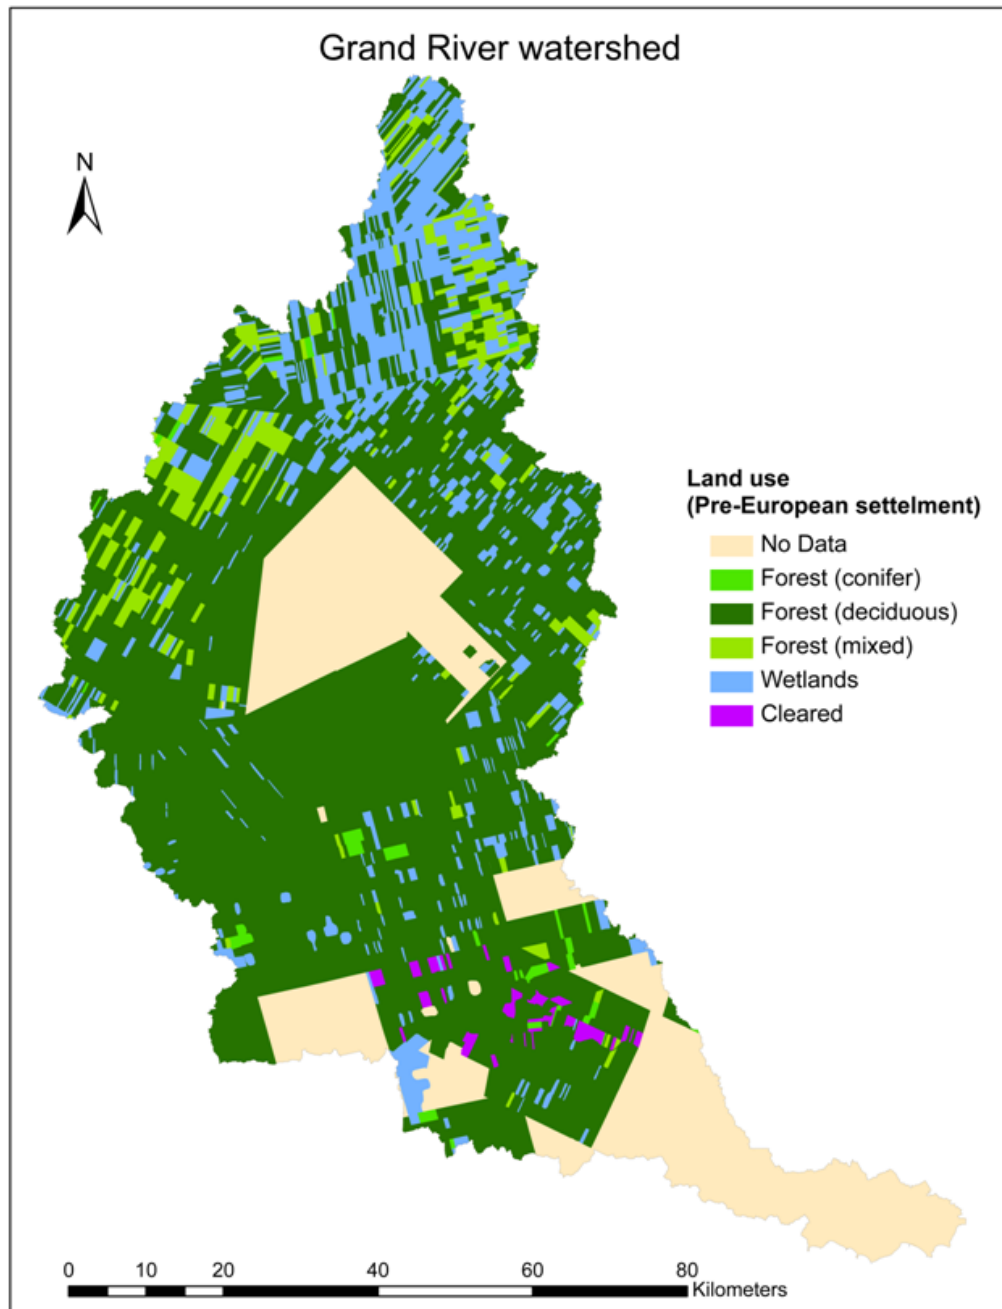 Grand River watershed
N
Land use
(Pre-European settelment)
No Data
Forest (conifer)
Forest (deciduous)
Forest (mixed)
Wetlands
Cleared
0 10 20 40 60 80
Kilometers